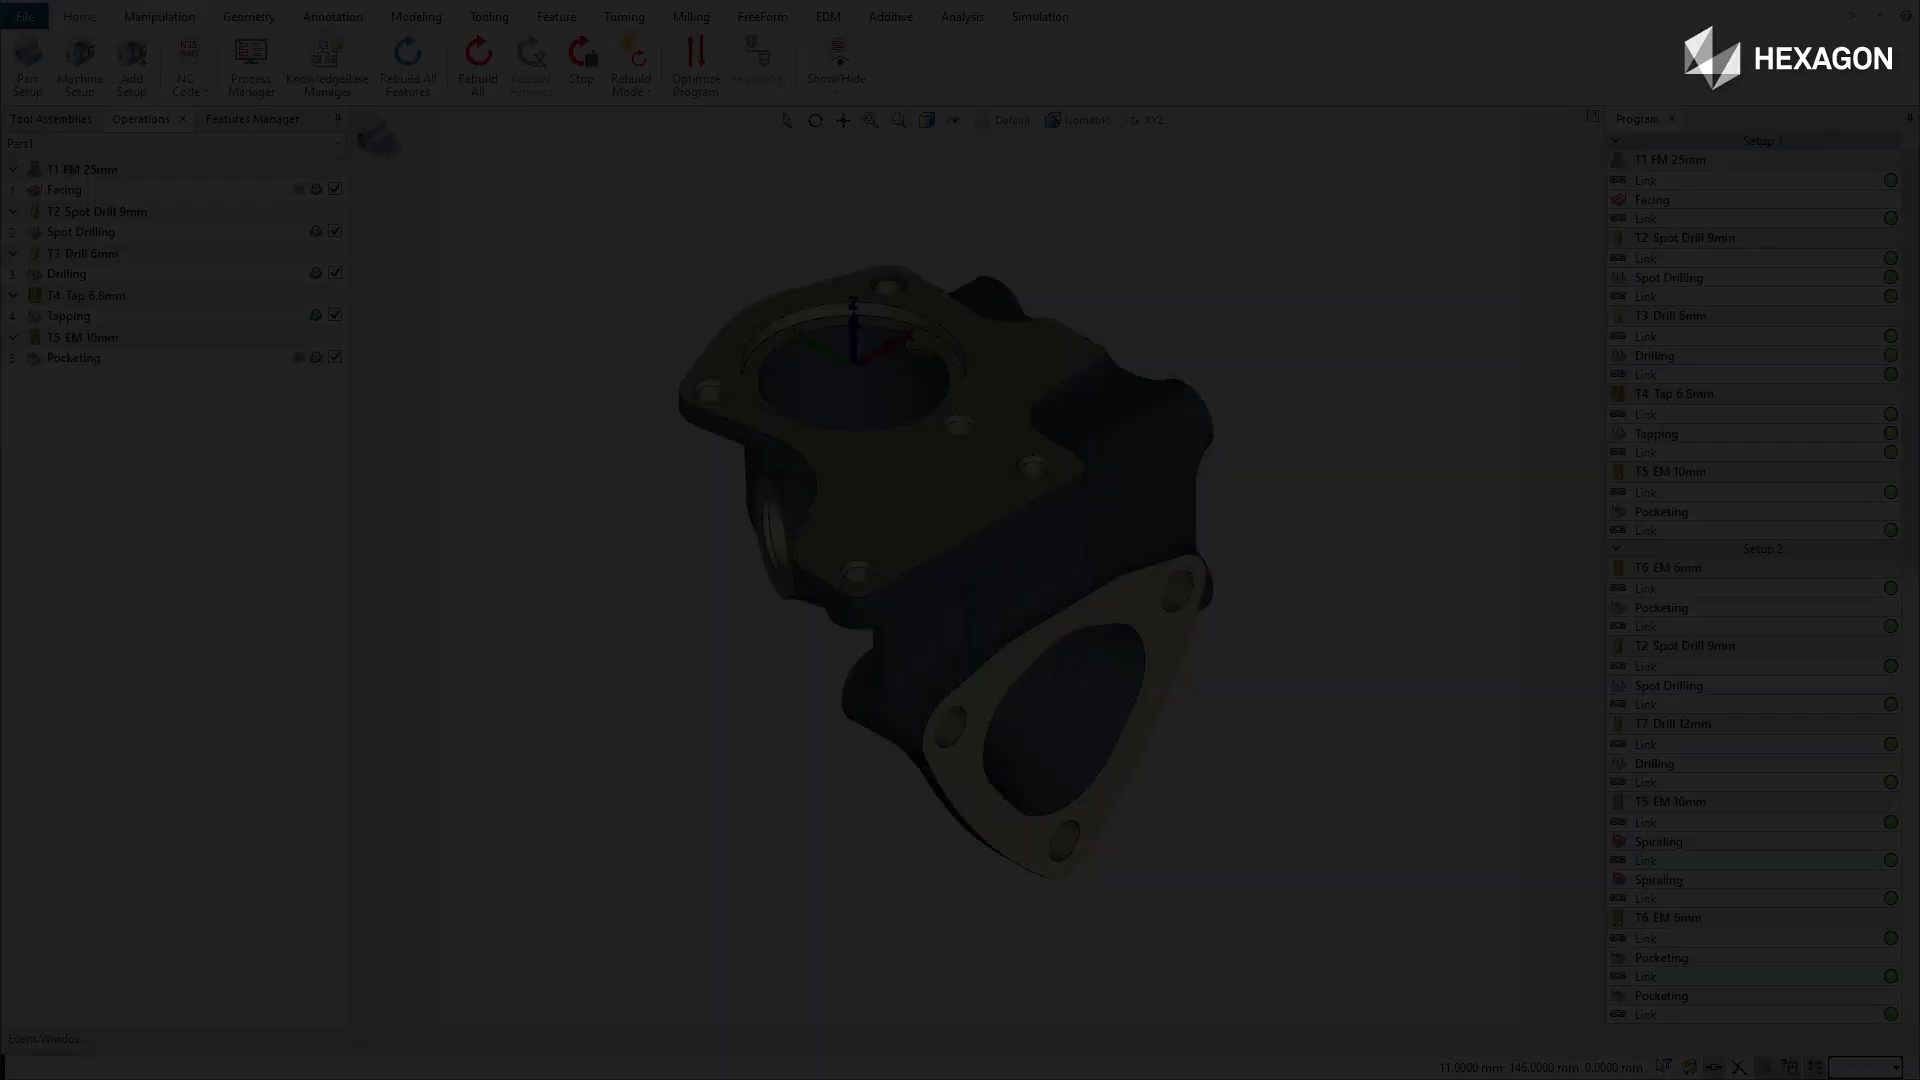 File Home Manipulation Geometry Annotation Modeling Tooling Feature Turning Milling FreeForm EDM Additive Analysis Simulation
HEXAGON
Part Setup
Machine Setup
Add Setup
NC Code
Process Manager
KnowledgeBase Manager
Rebuild All Features
Rebuild All
Rebuild
Stop
Rebuild Mode
Optimize Program
Show/Hide
Tool Assemblies Operations Features Manager
Default Isometric XYZ
Program
Part1
T1 FM 25mm
1 Facing
T2 Spot Drill 9mm
2 Spot Drilling
T3 Drill 6mm
3 Drilling
T4 Tap 6.8mm
4 Tapping
T5 EM 10mm
5 Pocketing
Z
Setup 1
T1 FM 25mm
Link
Facing
Link
T2 Spot Drill 9mm
Link
Spot Drilling
Link
T3 Drill 6mm
Link
Drilling
Link
T4 Tap 6.8mm
Link
Tapping
Link
T5 EM 10mm
Link
Pocketing
Link
Setup 2
T6 EM 6mm
Link
Pocketing
Link
T2 Spot Drill 9mm
Link
Spot Drilling
Link
T7 Drill 12mm
Link
Drilling
Link
T5 EM 10mm
Link
Spiraling
Link
Spiraling
Link
T6 EM 6mm
Link
Pocketing
Link
Pocketing
Link
Event Window
11.0000 mm 146.0000 mm 0.0000 mm